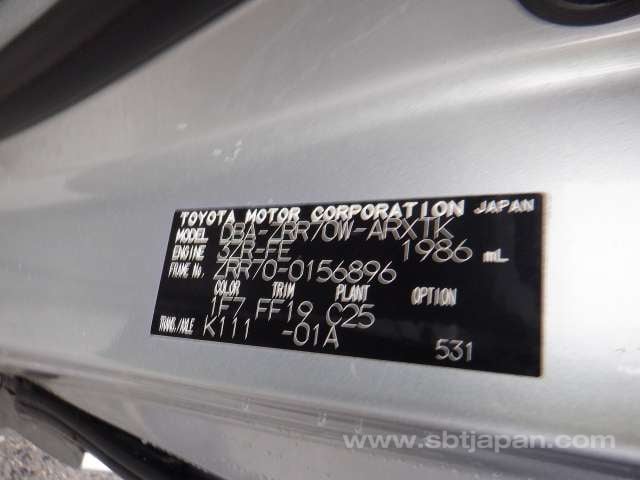 TOYOTA MOTOR CORPORATION JAPAN
MODEL DBA-ZRR70W-ARXTK
ENGINE 3ZR-FE 1986 mL
FRAME No. ZRR70-0156896
COLOR TRIM PLANT OPTION
1F7 FF19 C25
TRANS./AXLE K111 -01A
531
www.sbtjapan.com